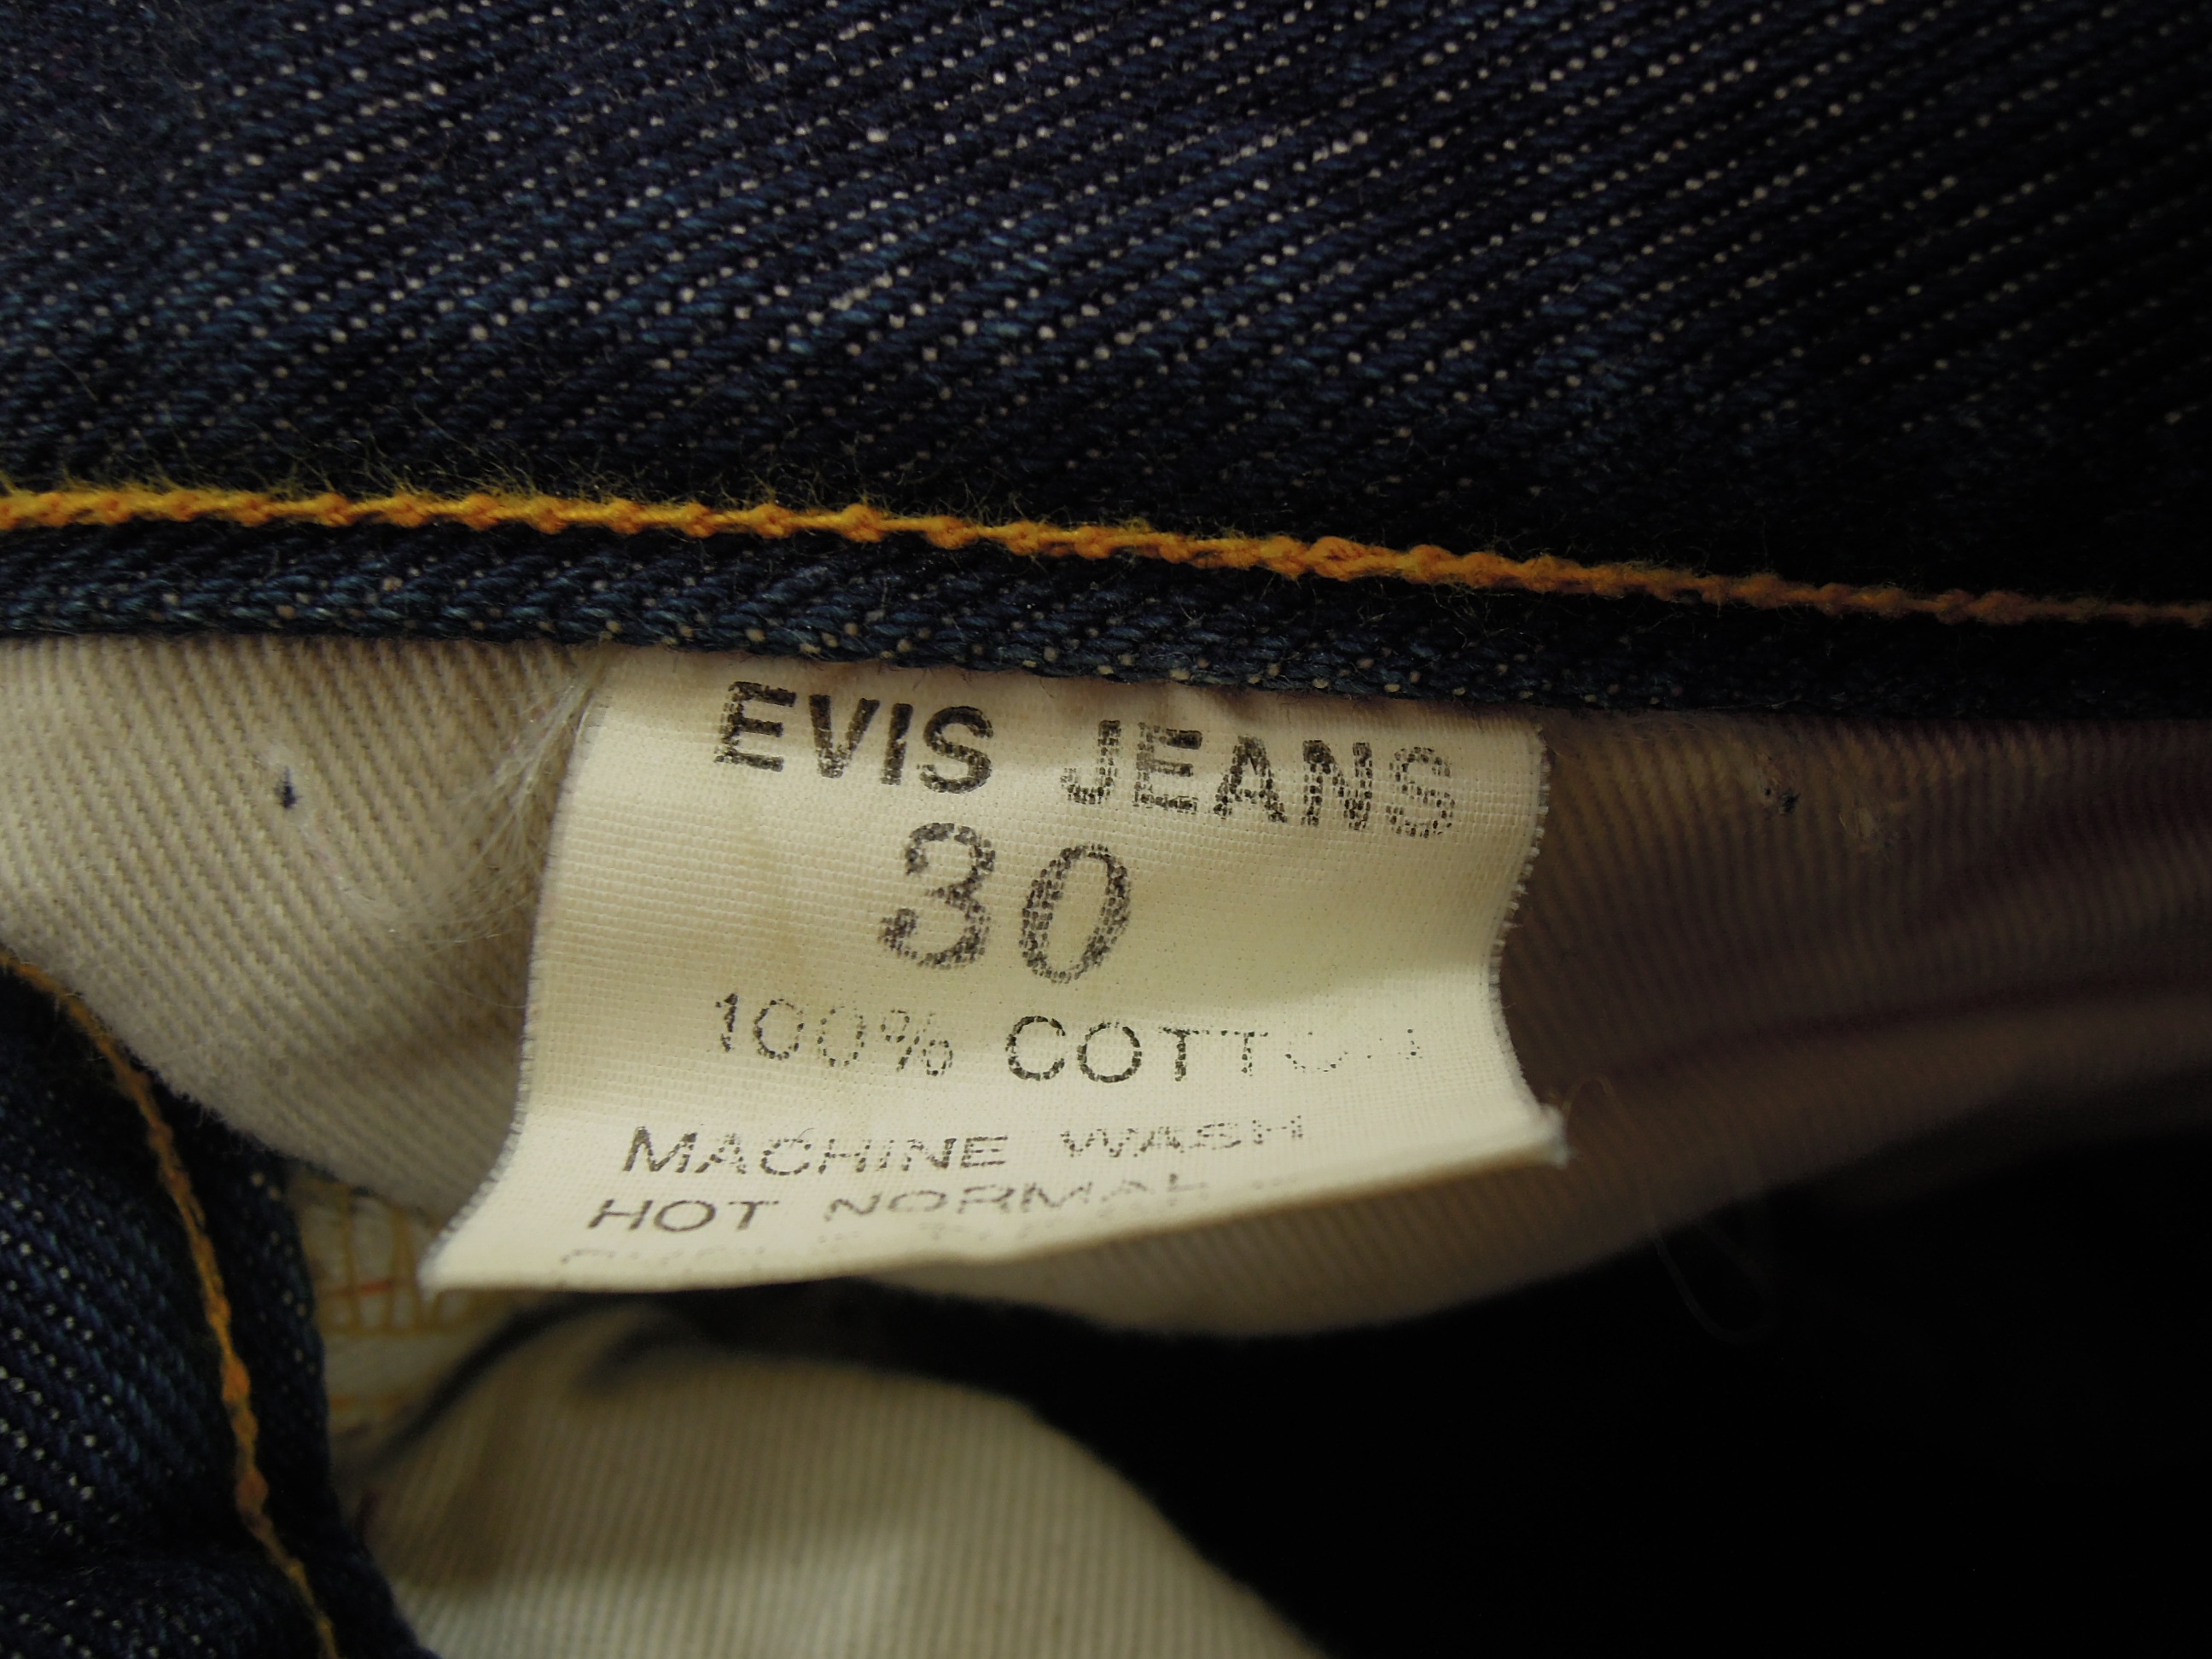 EVIS JEANS
30
100% COTTON
MACHINE WASH
HOT NORMAL